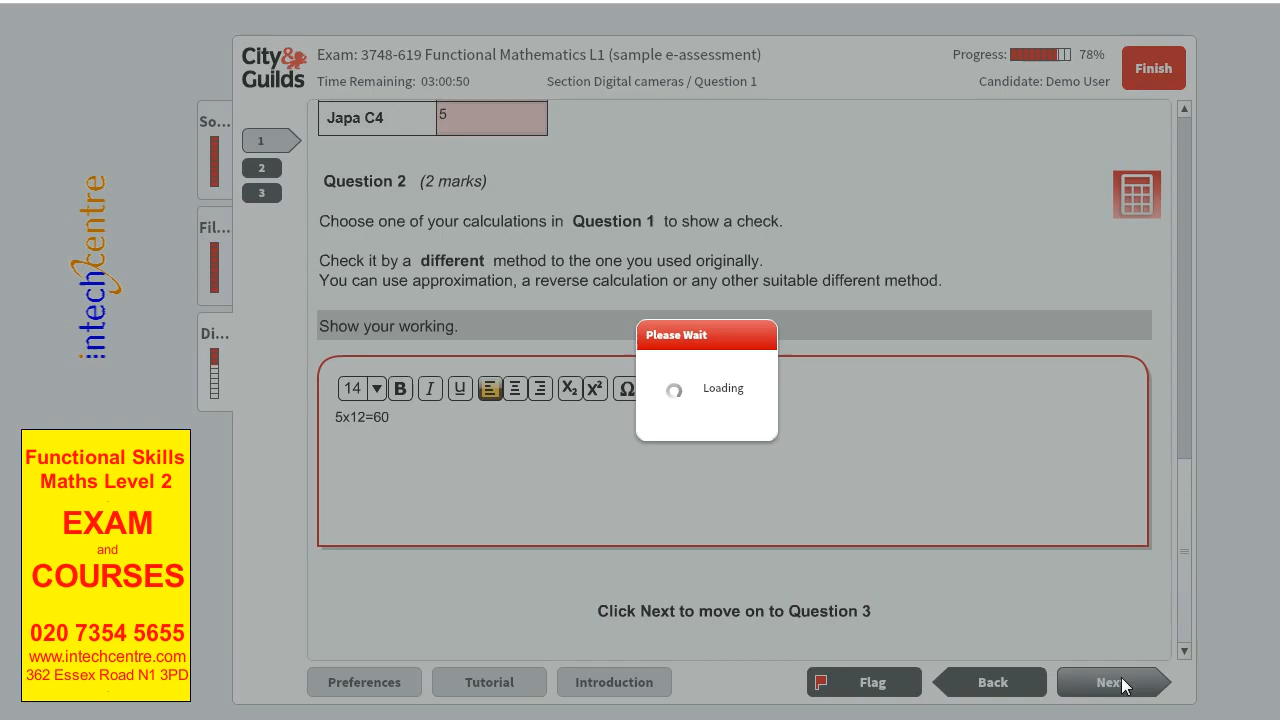 City&
Guilds
Exam: 3748-619 Functional Mathematics L1 (sample e-assessment)
Progress: 78%
Finish
Time Remaining: 03:00:50
Section Digital cameras / Question 1
Candidate: Demo User
So...
Fil...
Di...
1
2
3
Japa C4
5
Question 2 (2 marks)
Choose one of your calculations in Question 1 to show a check.
Check it by a different method to the one you used originally.
You can use approximation, a reverse calculation or any other suitable different method.
Show your working.
Please Wait
Loading
14 B I U X2 X² Ω
5x12=60
Click Next to move on to Question 3
Preferences
Tutorial
Introduction
Flag
Back
Next
intechcentre
Functional Skills
Maths Level 2
EXAM
and
COURSES
020 7354 5655
www.intechcentre.com
362 Essex Road N1 3PD